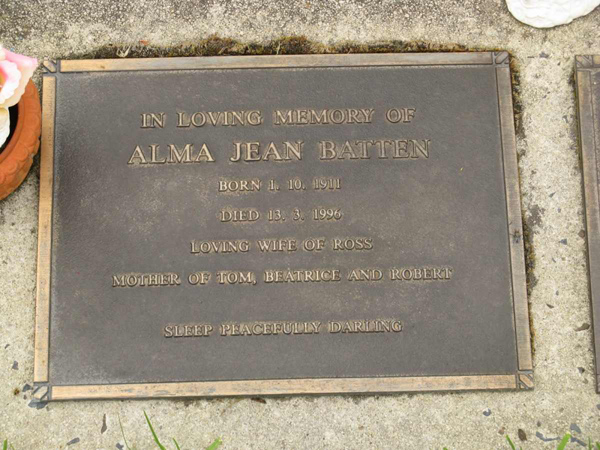 IN LOVING MEMORY OF
ALMA JEAN BATTEN
BORN 1. 10. 1911
DIED 13. 3. 1996
LOVING WIFE OF ROSS
MOTHER OF TOM, BEATRICE AND ROBERT
SLEEP PEACEFULLY DARLING